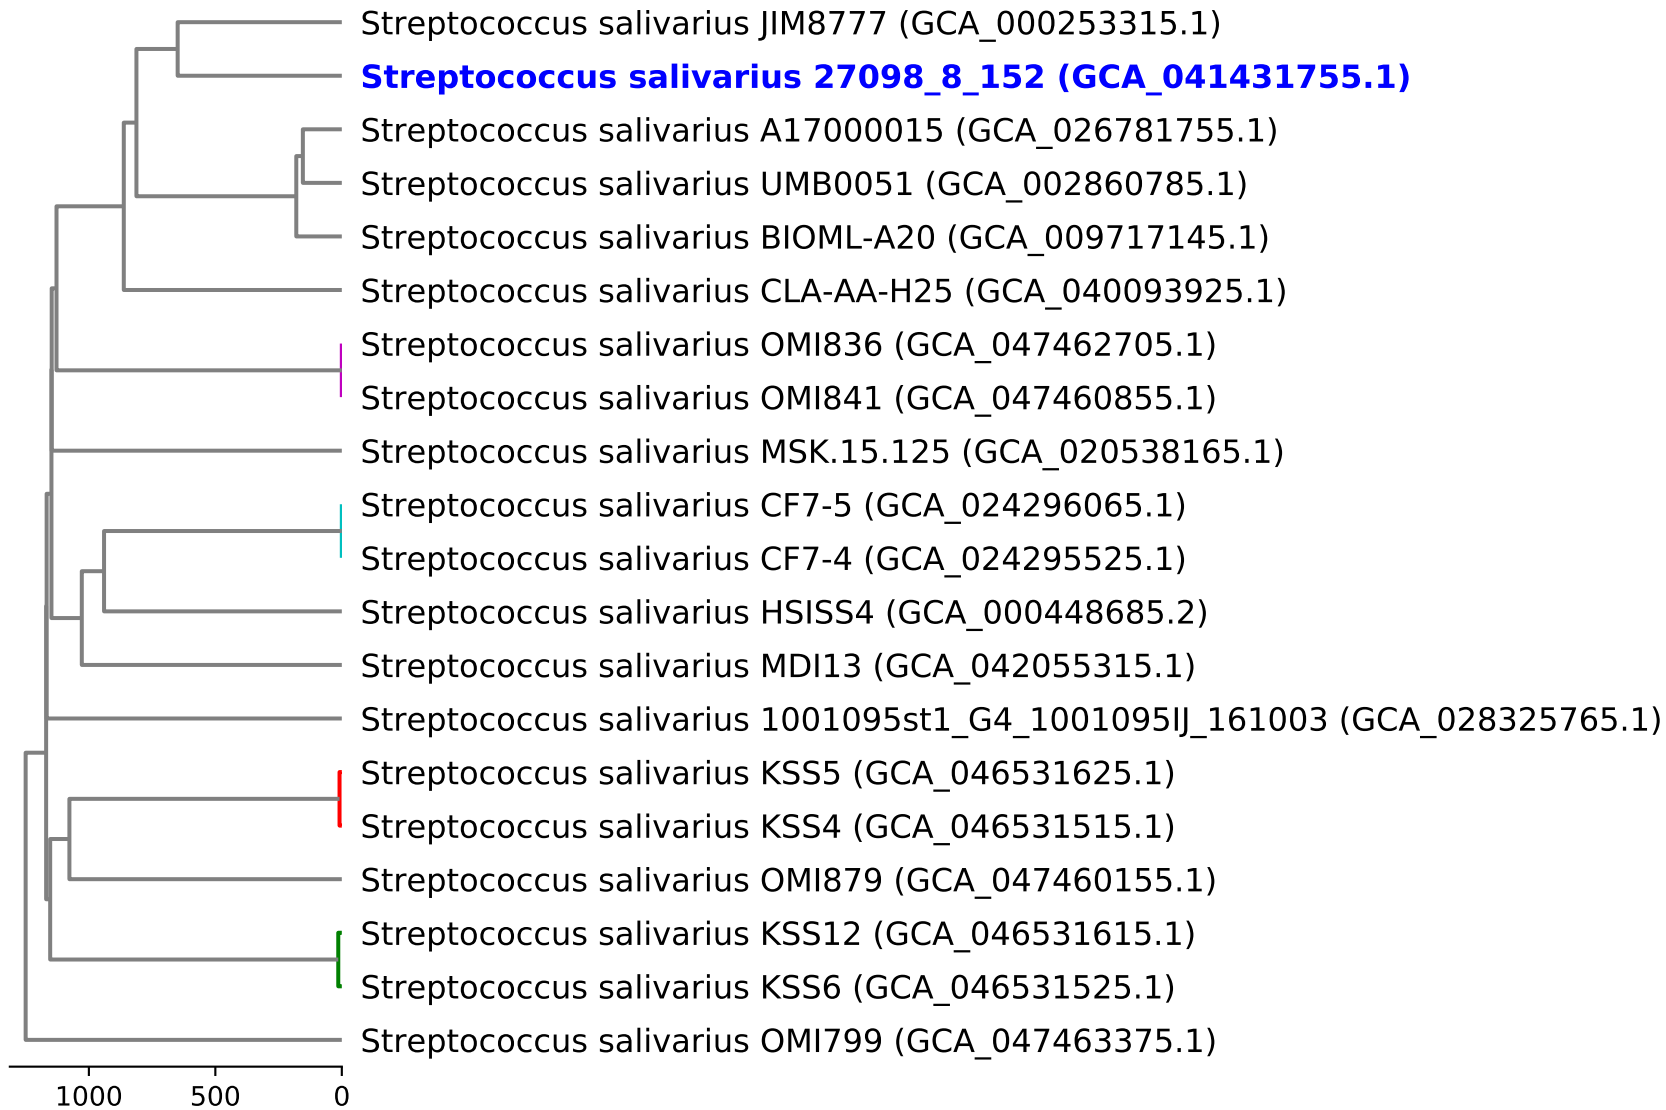 Streptococcus salivarius JIM8777 (GCA_000253315.1)
Streptococcus salivarius 27098_8_152 (GCA_041431755.1)
Streptococcus salivarius A17000015 (GCA_026781755.1)
Streptococcus salivarius UMB0051 (GCA_002860785.1)
Streptococcus salivarius BIOML-A20 (GCA_009717145.1)
Streptococcus salivarius CLA-AA-H25 (GCA_040093925.1)
Streptococcus salivarius OMI836 (GCA_047462705.1)
Streptococcus salivarius OMI841 (GCA_047460855.1)
Streptococcus salivarius MSK.15.125 (GCA_020538165.1)
Streptococcus salivarius CF7-5 (GCA_024296065.1)
Streptococcus salivarius CF7-4 (GCA_024295525.1)
Streptococcus salivarius HSISS4 (GCA_000448685.2)
Streptococcus salivarius MDI13 (GCA_042055315.1)
Streptococcus salivarius 1001095st1_G4_1001095IJ_161003 (GCA_028325765.1)
Streptococcus salivarius KSS5 (GCA_046531625.1)
Streptococcus salivarius KSS4 (GCA_046531515.1)
Streptococcus salivarius OMI879 (GCA_047460155.1)
Streptococcus salivarius KSS12 (GCA_046531615.1)
Streptococcus salivarius KSS6 (GCA_046531525.1)
Streptococcus salivarius OMI799 (GCA_047463375.1)
1000 500 0